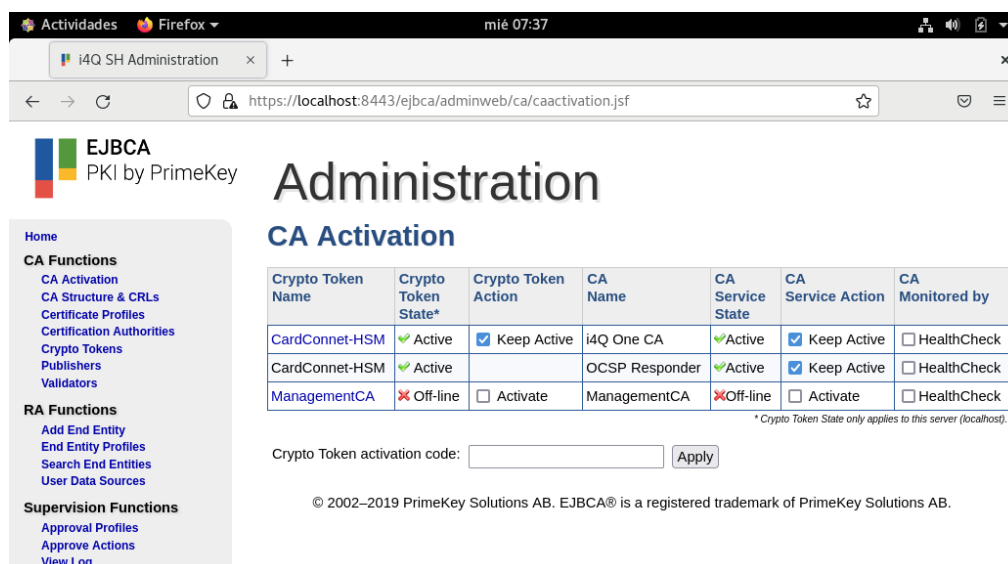 Actividades Firefox mié 07:37
i4Q SH Administration × +
https://localhost:8443/ejbca/adminweb/ca/caactivation.jsf
EJBCA
PKI by PrimeKey
Administration
Home
CA Functions
CA Activation
CA Structure & CRLs
Certificate Profiles
Certification Authorities
Crypto Tokens
Publishers
Validators
RA Functions
Add End Entity
End Entity Profiles
Search End Entities
User Data Sources
Supervision Functions
Approval Profiles
Approve Actions
View Log
CA Activation
Crypto Token Name Crypto Token State* Crypto Token Action CA Name CA Service State CA Service Action CA Monitored by
CardConnet-HSM Active Keep Active i4Q One CA Active Keep Active HealthCheck
CardConnet-HSM Active OCSP Responder Active Keep Active HealthCheck
ManagementCA Off-line Activate ManagementCA Off-line Activate HealthCheck
* Crypto Token State only applies to this server (localhost).
Crypto Token activation code: Apply
© 2002–2019 PrimeKey Solutions AB. EJBCA® is a registered trademark of PrimeKey Solutions AB.